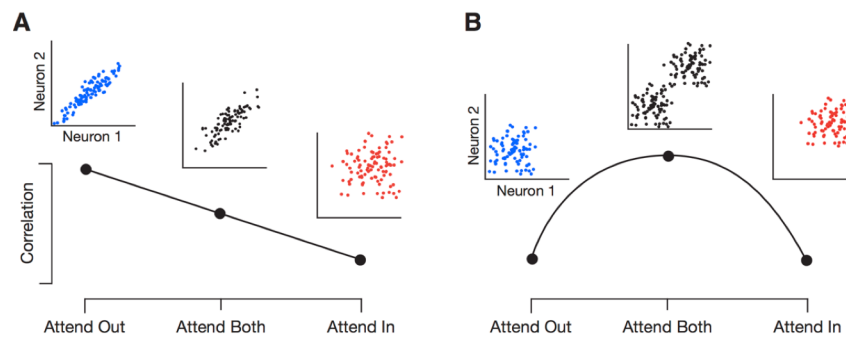 A
Neuron 2
Neuron 1
Correlation
Attend Out
Attend Both
Attend In
B
Neuron 2
Neuron 1
Attend Out
Attend Both
Attend In